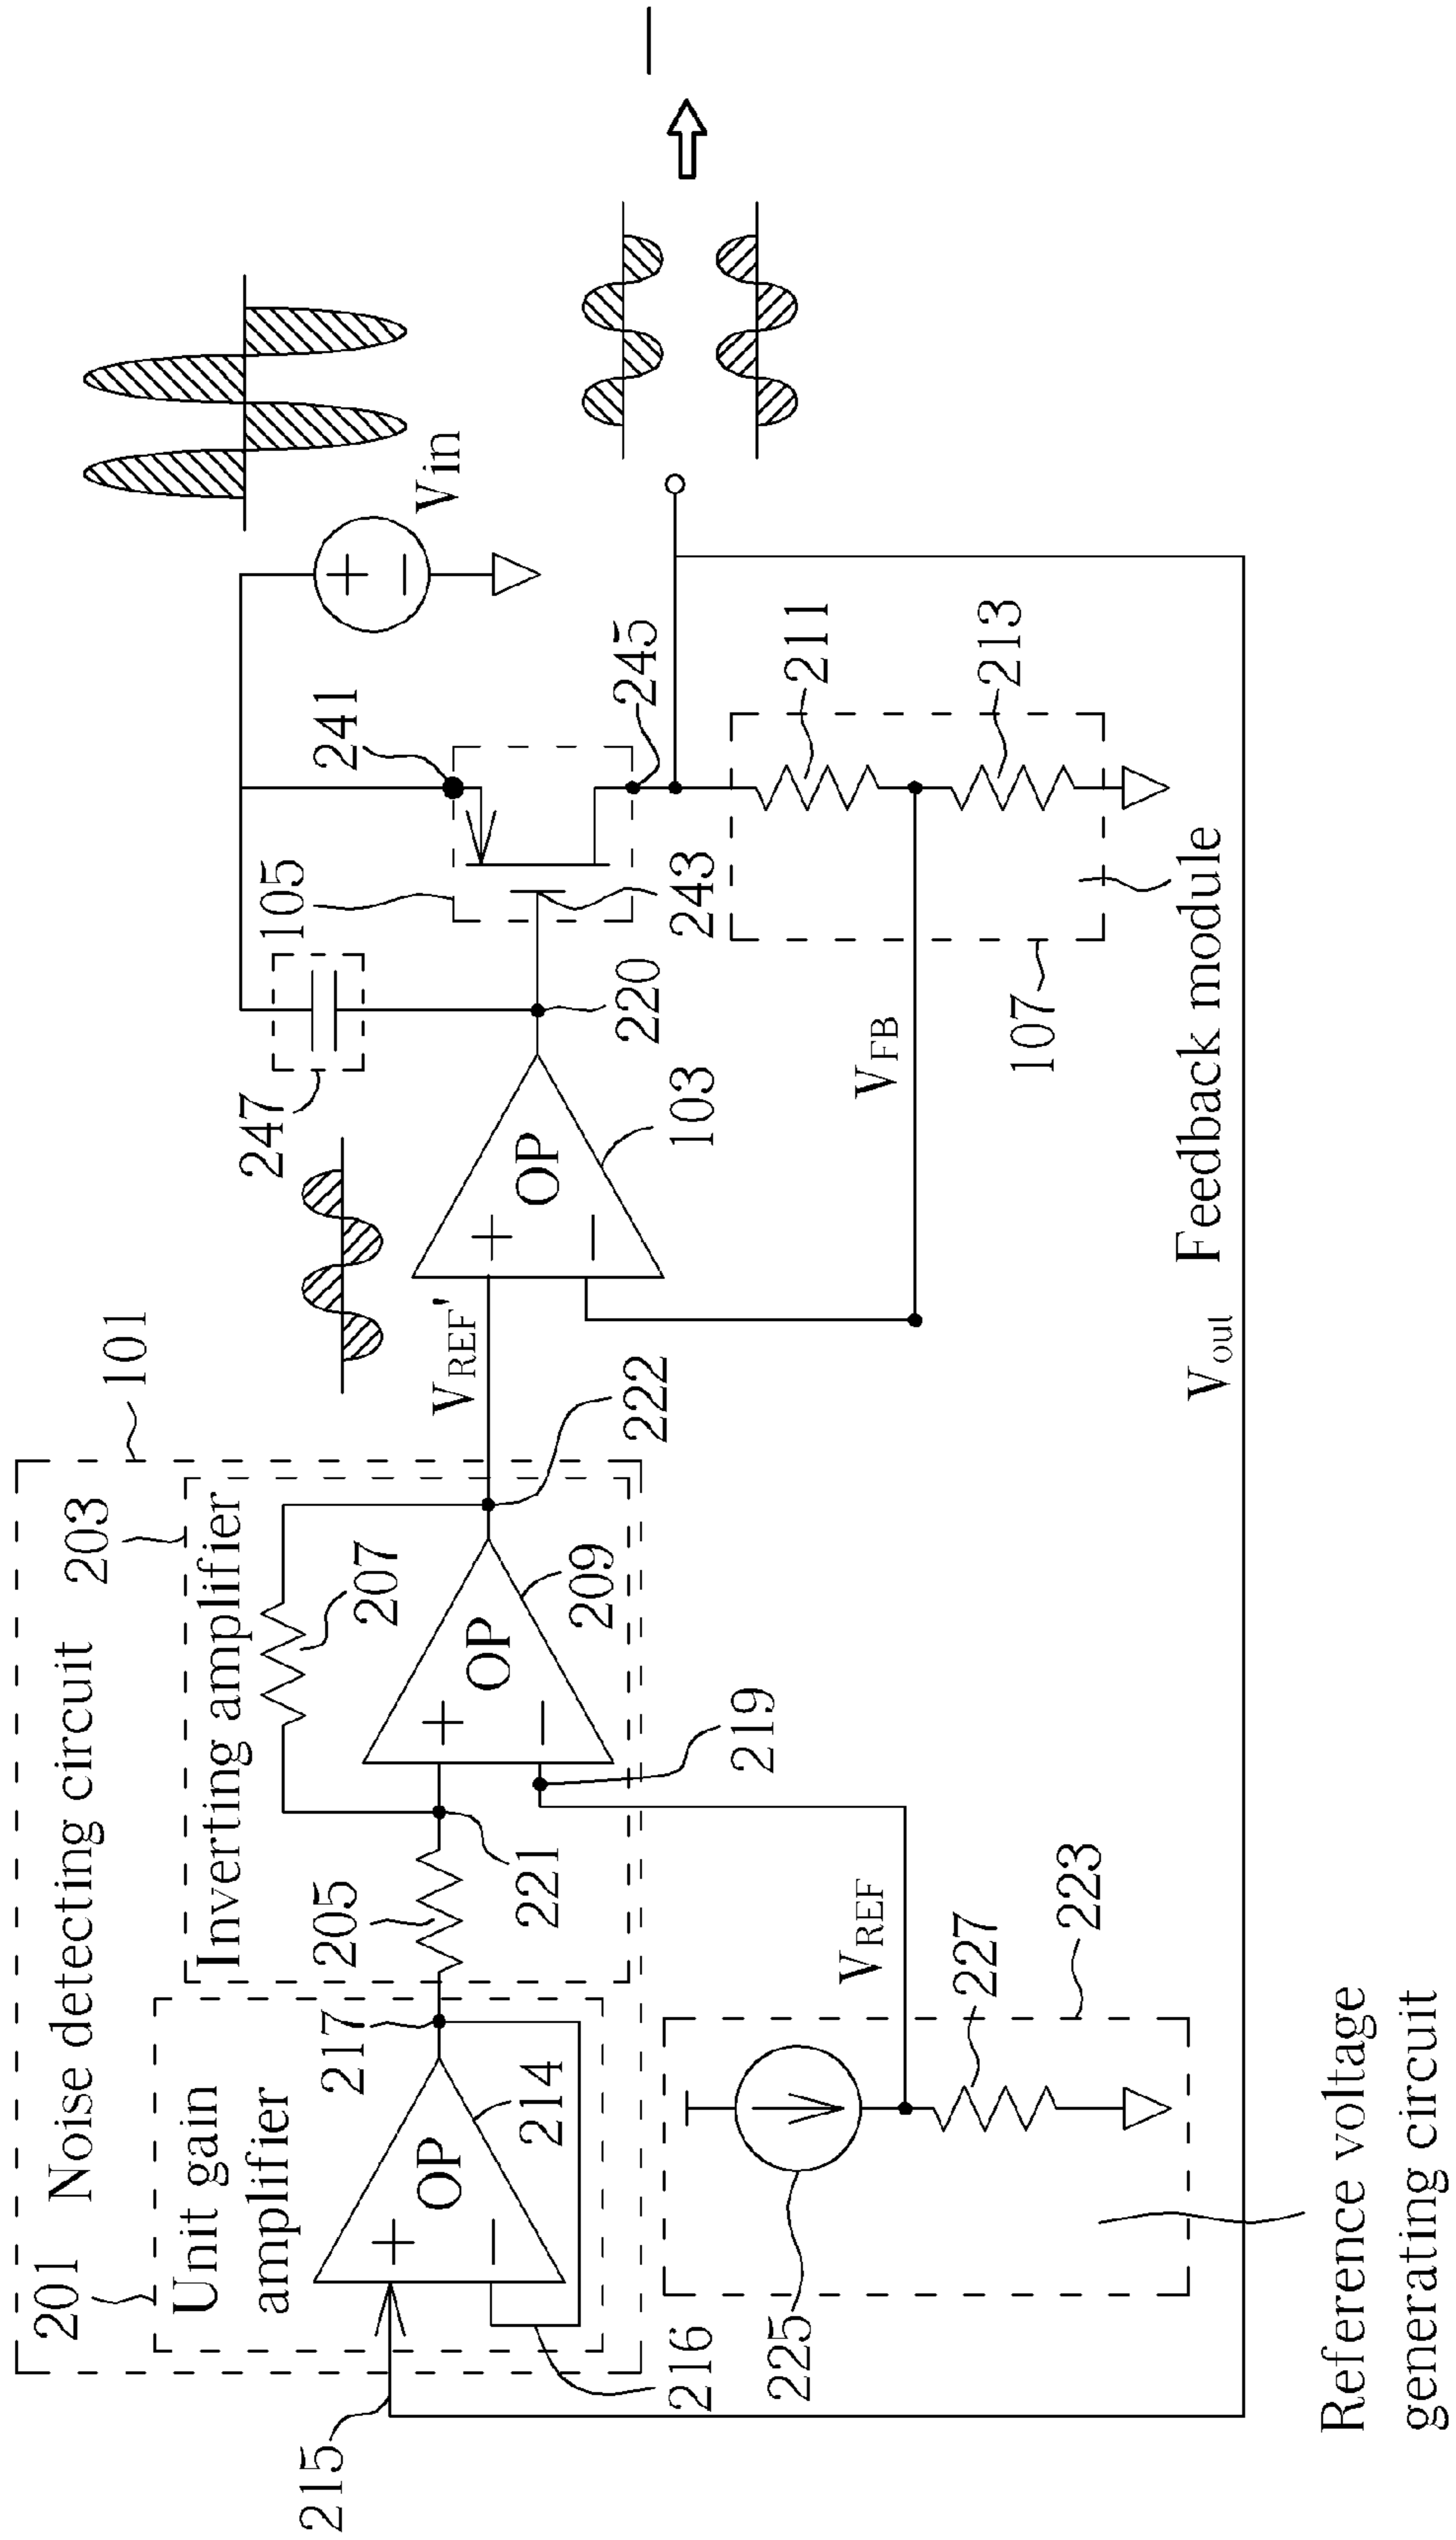 101
201
Noise detecting circuit
203
Unit gain
amplifier
Inverting amplifier
207
205
217
215
OP
+
−
214
216
221
OP
+
−
209
219
222
V_REF'
247
OP
+
−
103
105
220
241
243
245
Vin
+
−
211
213
V_FB
107
Feedback module
V_REF
227
223
225
V_out
Reference voltage
generating circuit